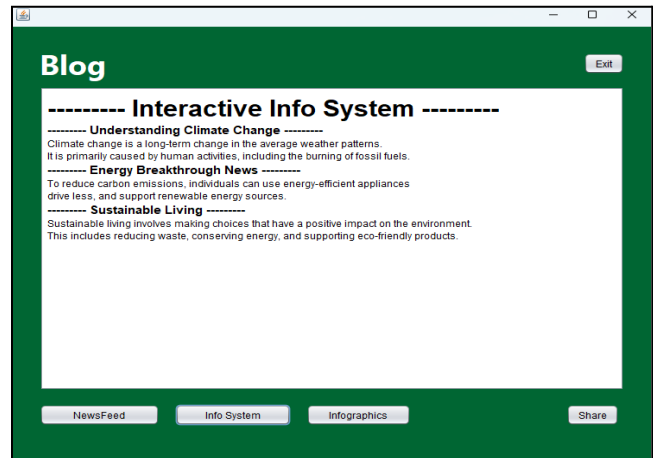 Blog
Exit
--------- Interactive Info System ---------
--------- Understanding Climate Change ---------
Climate change is a long-term change in the average weather patterns.
It is primarily caused by human activities, including the burning of fossil fuels.
--------- Energy Breakthrough News ---------
To reduce carbon emissions, individuals can use energy-efficient appliances
drive less, and support renewable energy sources.
--------- Sustainable Living ---------
Sustainable living involves making choices that have a positive impact on the environment.
This includes reducing waste, conserving energy, and supporting eco-friendly products.
NewsFeed
Info System
Infographics
Share